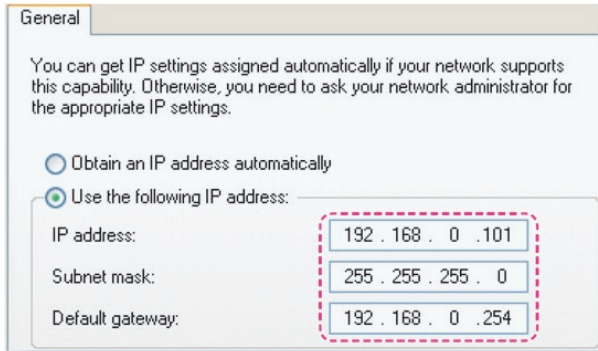 General
You can get IP settings assigned automatically if your network supports
this capability. Otherwise, you need to ask your network administrator for
the appropriate IP settings.
Obtain an IP address automatically
Use the following IP address:
IP address: 192 . 168 . 0 .101
Subnet mask: 255 . 255 . 255 . 0
Default gateway: 192 . 168 . 0 .254